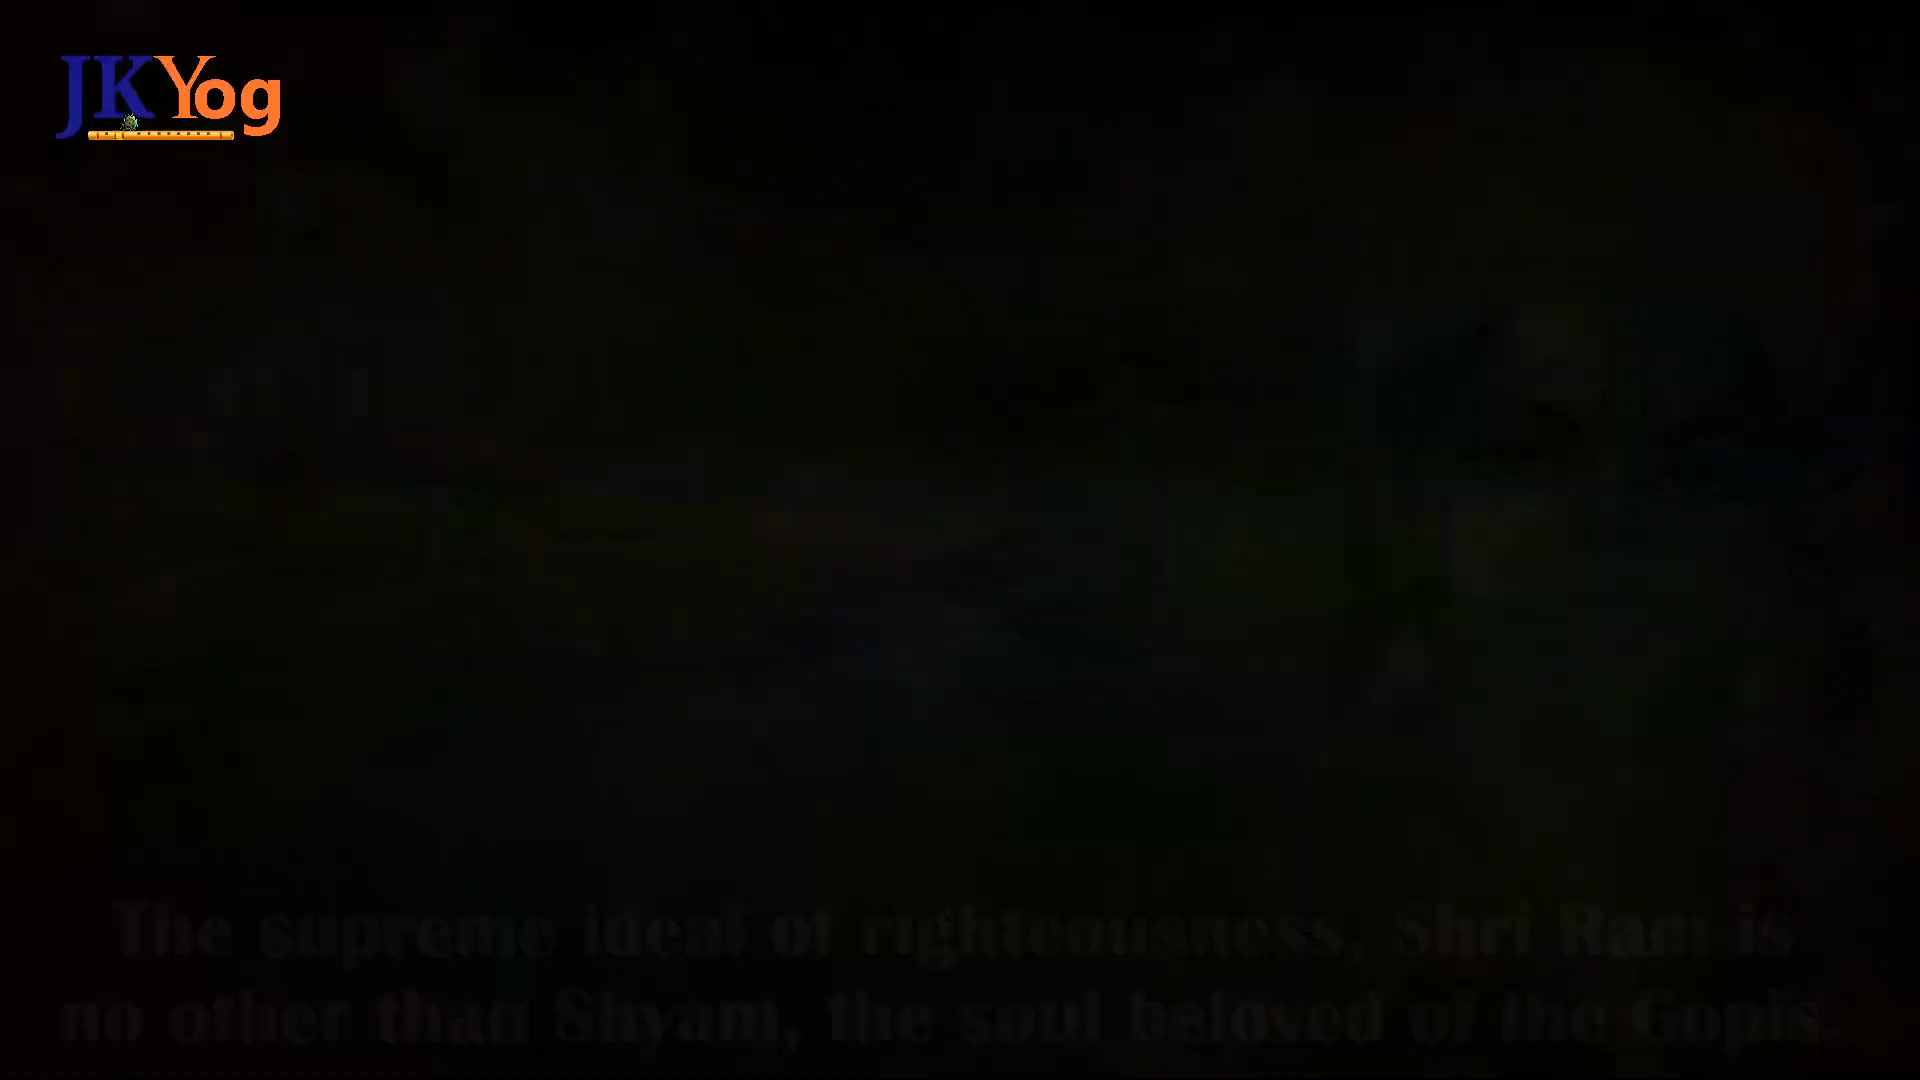 JKYog
The supreme ideal of righteousness, Shri Ram is
no other than Shyam, the soul beloved of the Gopis.